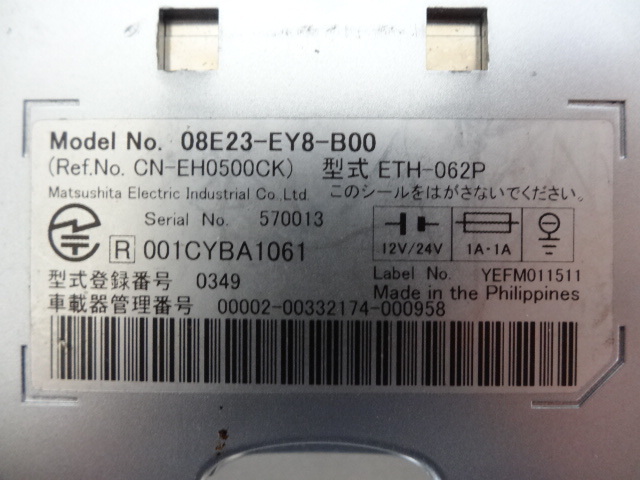 Model No. 08E23-EY8-B00
(Ref.No. CN-EH0500CK) 型式 ETH-062P
Matsushita Electric Industrial Co.,Ltd. このシールをはがさないでください。
Serial No. 570013
12V/24V 1A・1A
R 001CYBA1061
型式登録番号 0349
Label No. YEFM011511
車載器管理番号 00002-00332174-000958
Made in the Philippines